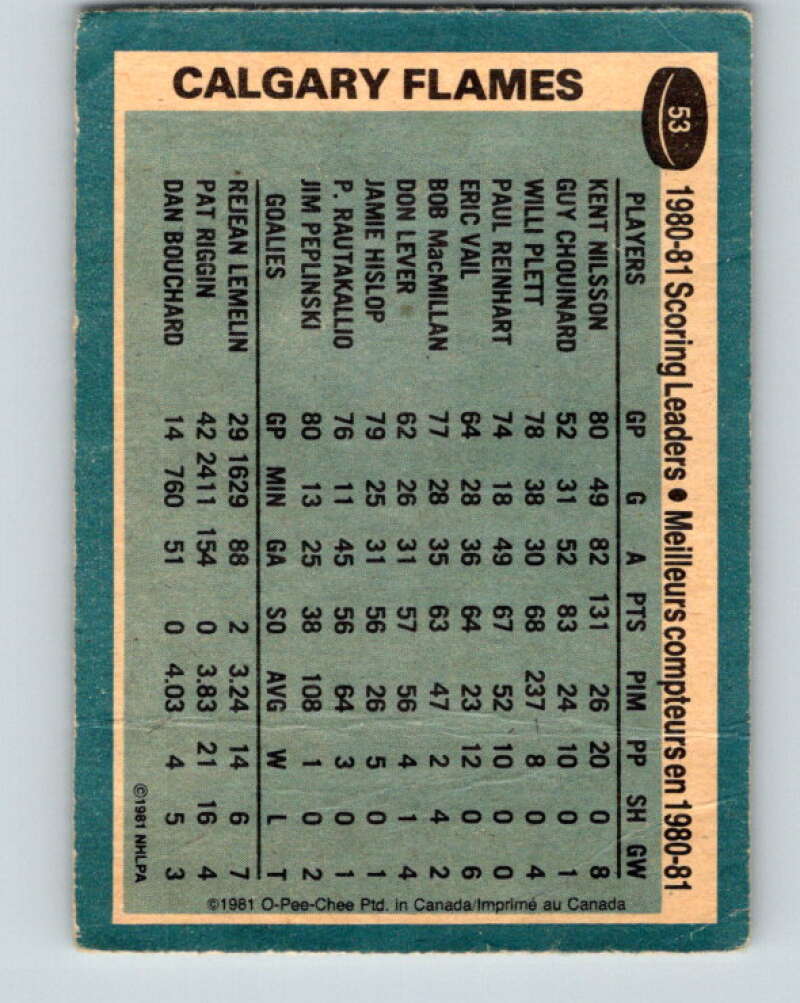 CALGARY FLAMES
53
1980-81 Scoring Leaders • Meilleurs compteurs en 1980-81
PLAYERS GP G A PTS PIM PP SH GW
KENT NILSSON 80 49 82 131 26 20 0 8
GUY CHOUINARD 52 31 52 83 24 10 0 1
WILLI PLETT 78 38 30 68 237 8 0 4
PAUL REINHART 74 18 49 67 52 10 0 0
ERIC VAIL 64 28 36 64 23 12 0 6
BOB MacMILLAN 77 28 35 63 47 2 4 2
DON LEVER 62 26 31 57 56 4 1 4
JAMIE HISLOP 79 25 31 56 26 5 0 1
P. RAUTAKALLIO 76 11 45 56 64 3 0 1
JIM PEPLINSKI 80 13 25 38 108 1 0 2
GOALIES GP MIN GA SO AVG W L T
REJEAN LEMELIN 29 1629 88 2 3.24 14 6 7
PAT RIGGIN 42 2411 154 0 3.83 21 16 4
DAN BOUCHARD 14 760 51 0 4.03 4 5 3
©1981 NHLPA
©1981 O-Pee-Chee Ptd. in Canada/Imprimé au Canada